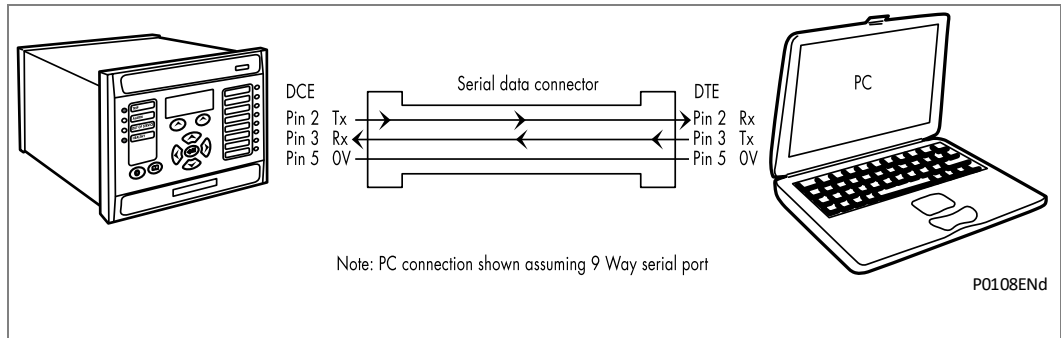 Serial data connector
DCE
Pin 2 Tx
Pin 3 Rx
Pin 5 0V
DTE
Pin 2 Rx
Pin 3 Tx
Pin 5 0V
PC
Note: PC connection shown assuming 9 Way serial port
P0108ENd